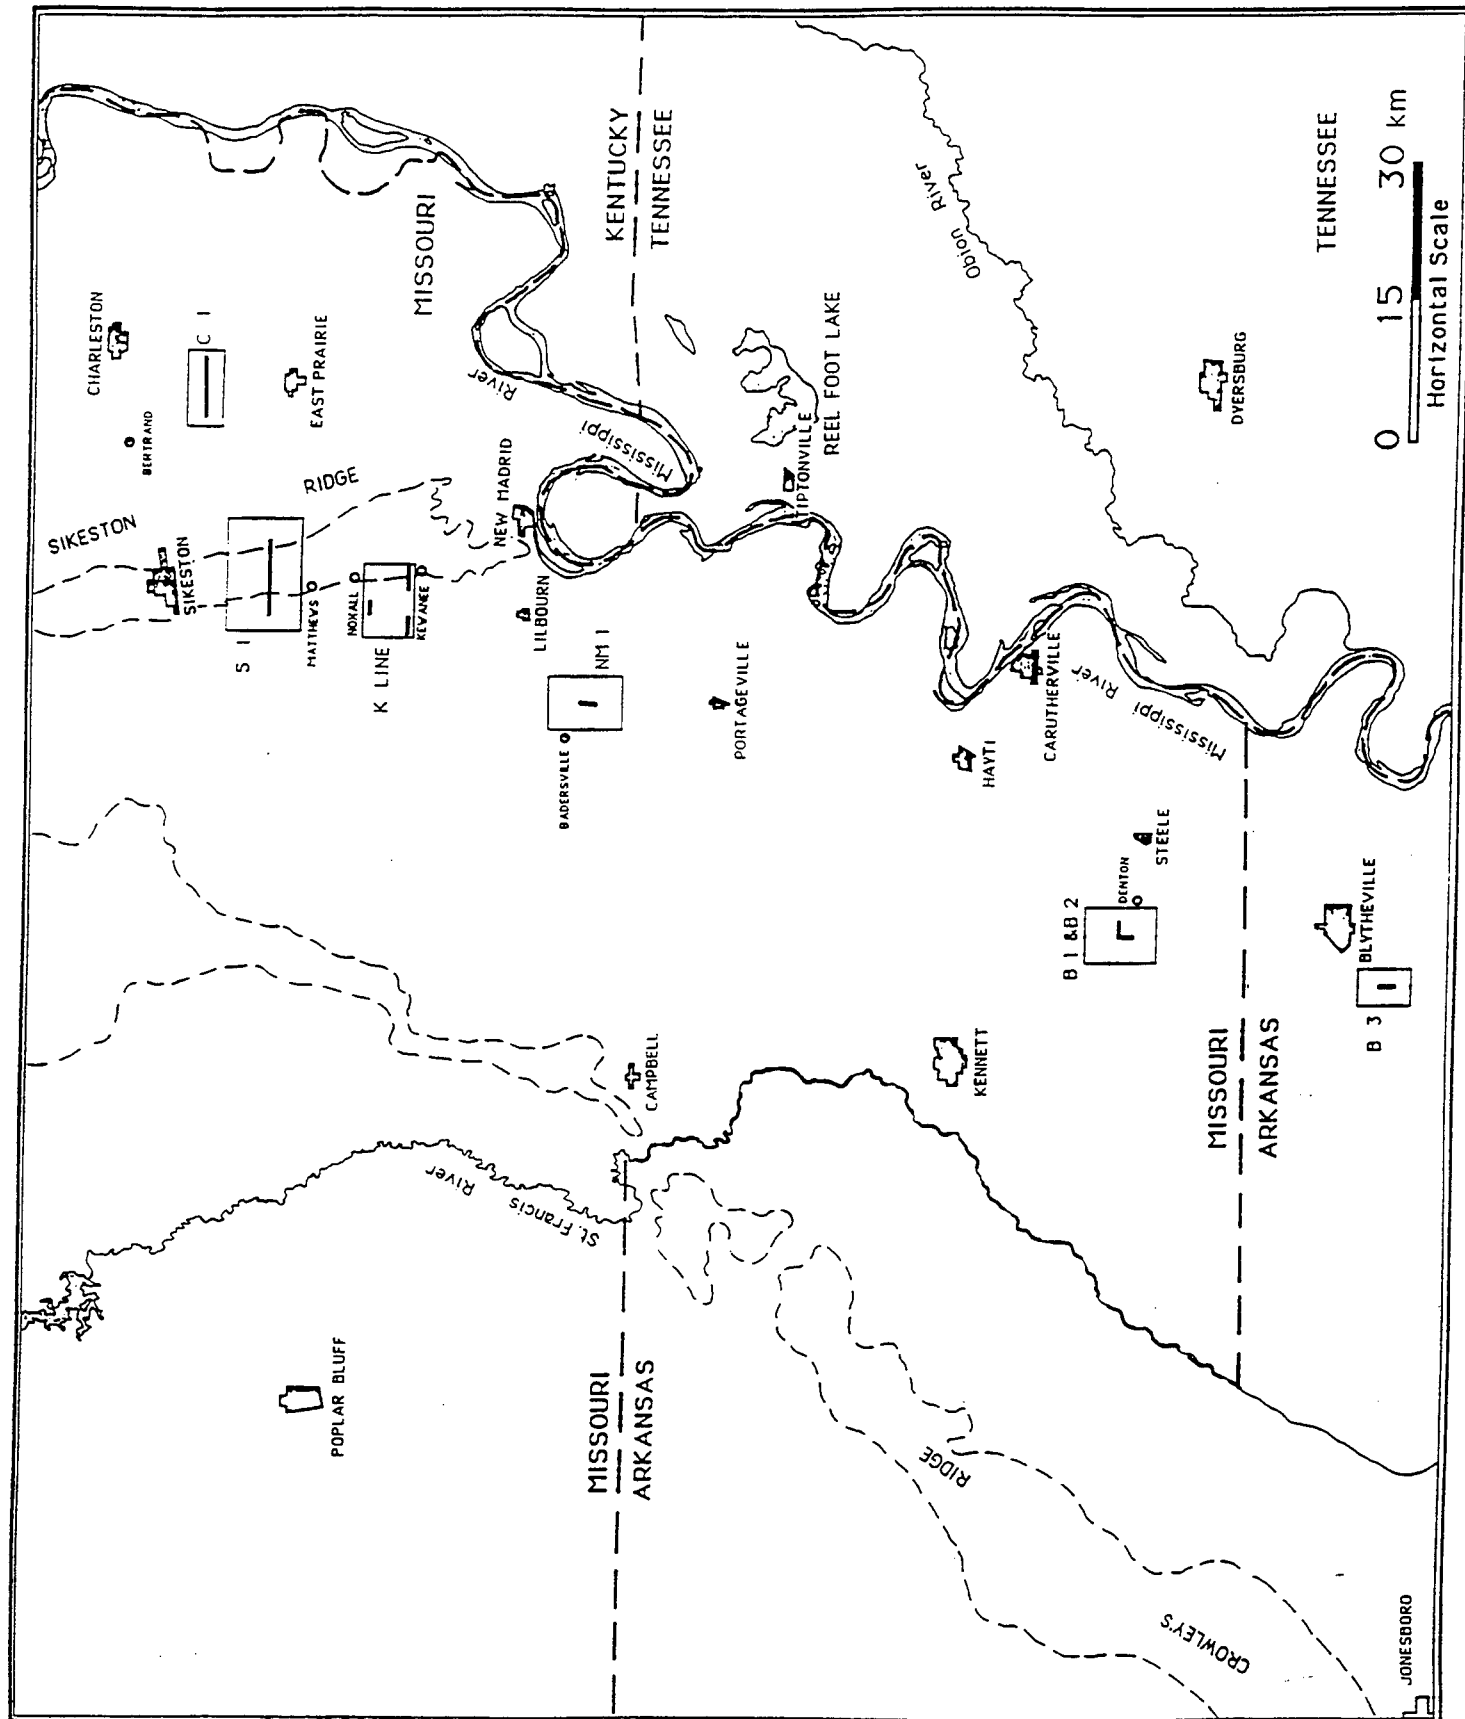 SIKESTON
RIDGE
CHARLESTON
BERTRAND
C 1
EAST PRAIRIE
SIKESTON
S 1
MATTHEWS
NOXALL
K LINE
KEWANEE
MISSOURI
KENTUCKY
TENNESSEE
Mississippi
River
NEW MADRID
LILBOURN
NM 1
BADERSVILLE
REEL FOOT LAKE
TIPTONVILLE
PORTAGEVILLE
Obion River
POPLAR BLUFF
St. Francis
River
CAMPBELL
MISSOURI
ARKANSAS
HAYTI
CARUTHERVILLE
KENNETT
DYERSBURG
B 1 & B 2
DENTON
STEELE
Mississippi
River
MISSOURI
ARKANSAS
BLYTHEVILLE
B 3
CROWLEY'S
RIDGE
JONESBORO
TENNESSEE
0 15 30 km
Horizontal Scale